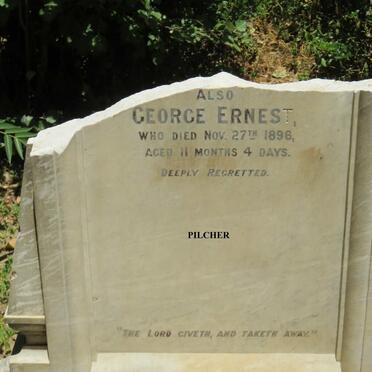 ALSO
GEORGE ERNEST,
WHO DIED NOV. 27TH 1896,
AGED 11 MONTHS 4 DAYS.
DEEPLY REGRETTED.
PILCHER
"THE LORD GIVETH, AND TAKETH AWAY."